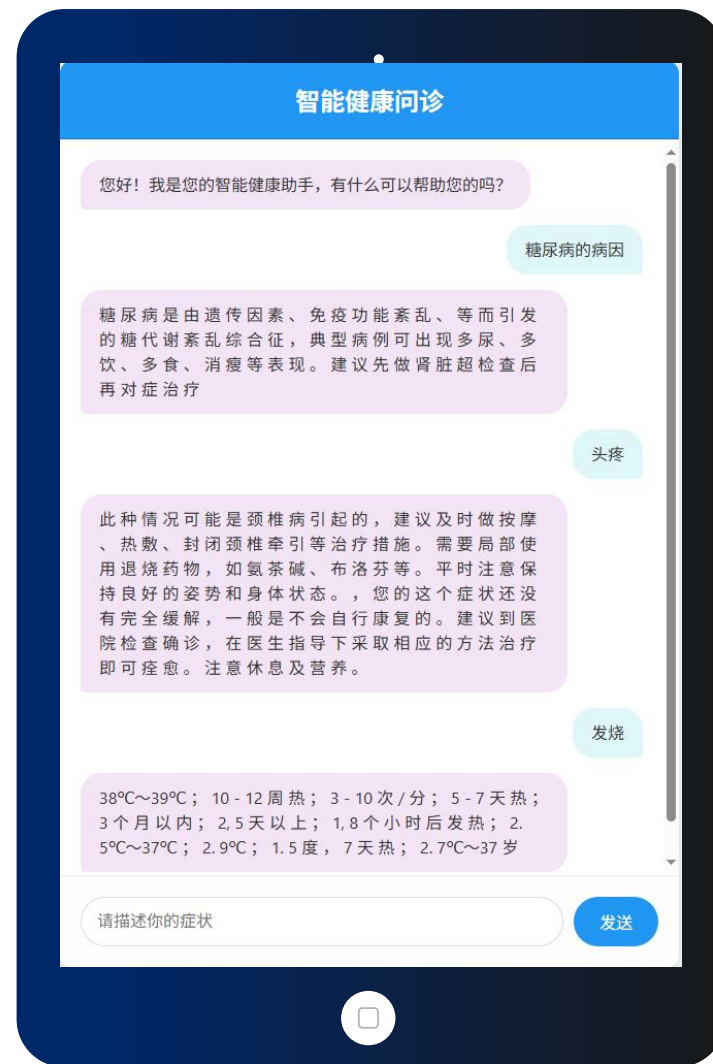 智能健康问诊
您好！我是您的智能健康助手，有什么可以帮助您的吗？
糖尿病的病因
糖 尿 病 是 由 遗 传 因 素 、 免 疫 功 能 紊 乱 、 等 而 引 发
的 糖 代 谢 紊 乱 综 合 征 ， 典 型 病 例 可 出 现 多 尿 、 多
饮 、 多 食 、 消 瘦 等 表 现 。 建 议 先 做 肾 脏 超 检 查 后
再 对 症 治 疗
头疼
此 种 情 况 可 能 是 颈 椎 病 引 起 的 ， 建 议 及 时 做 按 摩
、 热 敷 、 封 闭 颈 椎 牵 引 等 治 疗 措 施 。 需 要 局 部 使
用 退 烧 药 物 ， 如 氨 茶 碱 、 布 洛 芬 等 。 平 时 注 意 保
持 良 好 的 姿 势 和 身 体 状 态 。 ， 您 的 这 个 症 状 还 没
有 完 全 缓 解 ， 一 般 是 不 会 自 行 康 复 的 。 建 议 到 医
院 检 查 确 诊 ， 在 医 生 指 导 下 采 取 相 应 的 方 法 治 疗
即 可 痊 愈 。 注 意 休 息 及 营 养 。
发烧
38℃～39℃ ； 10 - 12 周 热 ； 3 - 10 次 / 分 ； 5 - 7 天 热 ；
3 个 月 以 内 ； 2, 5 天 以 上 ； 1, 8 个 小 时 后 发 热 ； 2.
5℃～37℃ ； 2. 9℃ ； 1. 5 度 ， 7 天 热 ； 2. 7℃～37 岁
请描述你的症状
发送